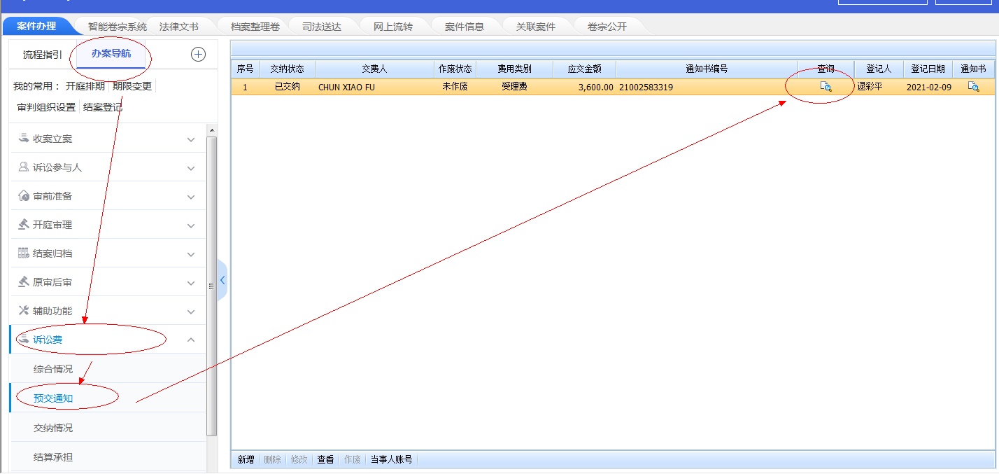 案件办理 智能卷宗系统 法律文书 档案整理卷 司法送达 网上流转 案件信息 关联案件 卷宗公开
流程指引 办案导航
我的常用： 开庭排期 期限变更
审判组织设置 结案登记
收案立案
诉讼参与人
审前准备
开庭审理
结案归档
原审后审
辅助功能
诉讼费
综合情况
预交通知
交纳情况
结算承担
序号 交纳状态 交费人 作废状态 费用类别 应交金额 通知书编号 查询 登记人 登记日期 通知书
1 已交纳 CHUN XIAO FU 未作废 受理费 3,600.00 21002583319 逯彩平 2021-02-09
新增 删除 修改 查看 作废 当事人账号